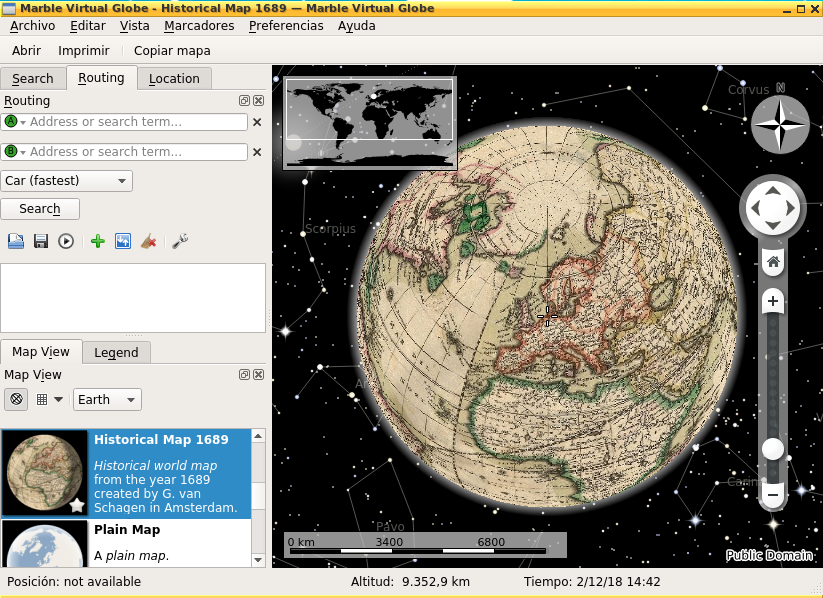 Marble Virtual Globe - Historical Map 1689 — Marble Virtual Globe
Archivo Editar Vista Marcadores Preferencias Ayuda
Abrir Imprimir Copiar mapa
Search Routing Location
Routing
A Address or search term...
B Address or search term...
Car (fastest)
Search
Map View Legend
Map View
Earth
Historical Map 1689
Historical world map
from the year 1689
created by G. van
Schagen in Amsterdam.
Plain Map
A plain map.
Corvus
N
Scorpius
Pavo
0 km 3400 6800
Public Domain
Posición: not available Altitud: 9.352,9 km Tiempo: 2/12/18 14:42